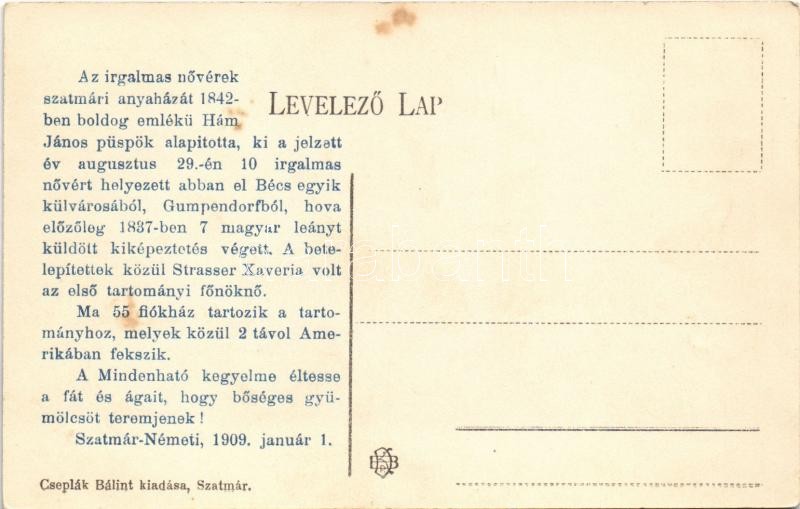 Az irgalmas nővérek
szatmári anyaházát 1842-
ben boldog emlékü Hám
János püspök alapitotta, ki a jelzett
év augusztus 29.-én 10 irgalmas
nővért helyezett abban el Bécs egyik
külvárosából, Gumpendorfból, hova
előzőleg 1837-ben 7 magyar leányt
küldött kiképeztetés végett. A bete-
lepítettek közül Strasser Xaveria volt
az első tartományi főnöknő.
Ma 55 fiókház tartozik a tarto-
mányhoz, melyek közül 2 távol Ame-
rikában fekszik.
A Mindenható kegyelme éltesse
a fát és ágait, hogy bőséges gyü-
mölcsöt teremjenek!
Szatmár-Németi, 1909. január 1.
Cseplák Bálint kiadása, Szatmár.
LEVELEZŐ LAP